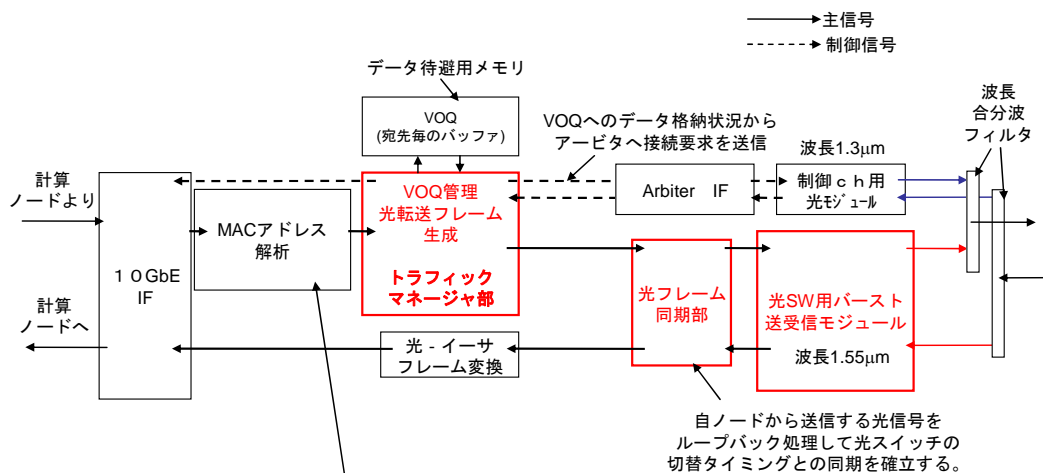 主信号
制御信号
データ待避用メモリ
VOQ
(宛先毎のバッファ)
VOQへのデータ格納状況から
アービタへ接続要求を送信
波長
合分波
フィルタ
波長1.3μm
計算
ノードより
MACアドレス
解析
VOQ管理
光転送フレーム
生成
トラフィック
マネージャ部
Arbiter IF
制御ch用
光ﾓｼﾞｭｰﾙ
10GbE
IF
光フレーム
同期部
光SW用バースト
送受信モジュール
波長1.55μm
計算
ノードへ
光‐イーサ
フレーム変換
自ノードから送信する光信号を
ループバック処理して光スイッチの
切替タイミングとの同期を確立する。